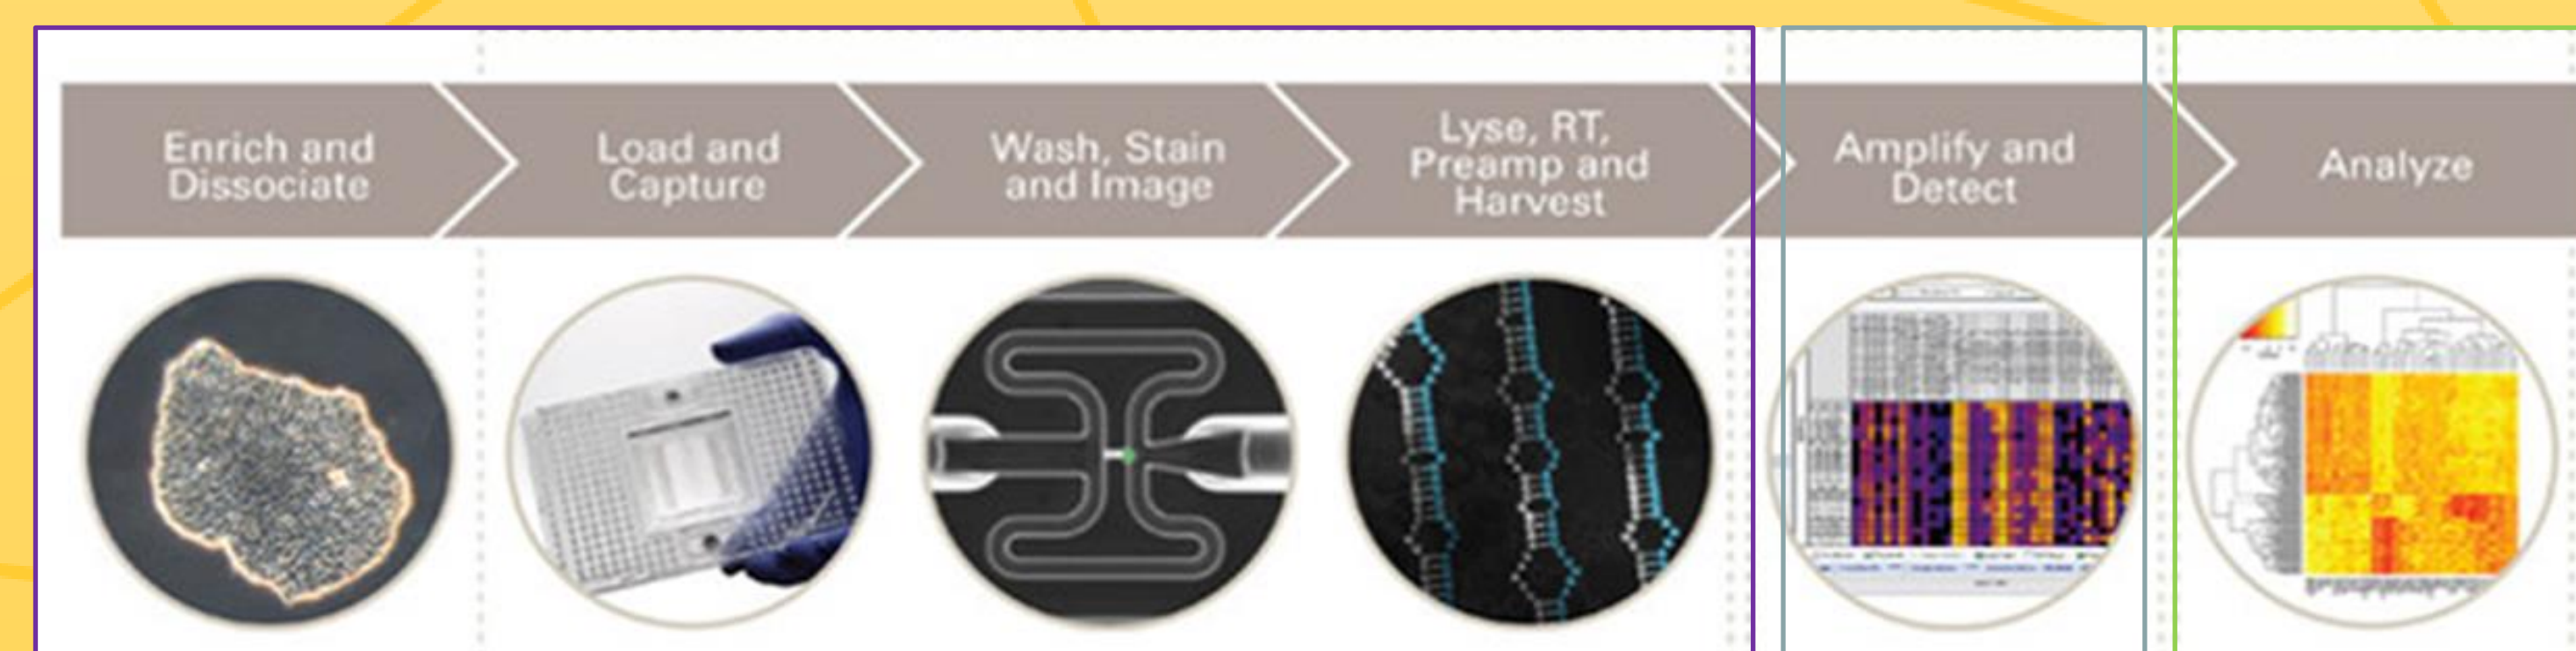 Enrich and
Dissociate
Load and
Capture
Wash, Stain
and Image
Lyse, RT,
Preamp and
Harvest
Amplify and
Detect
Analyze